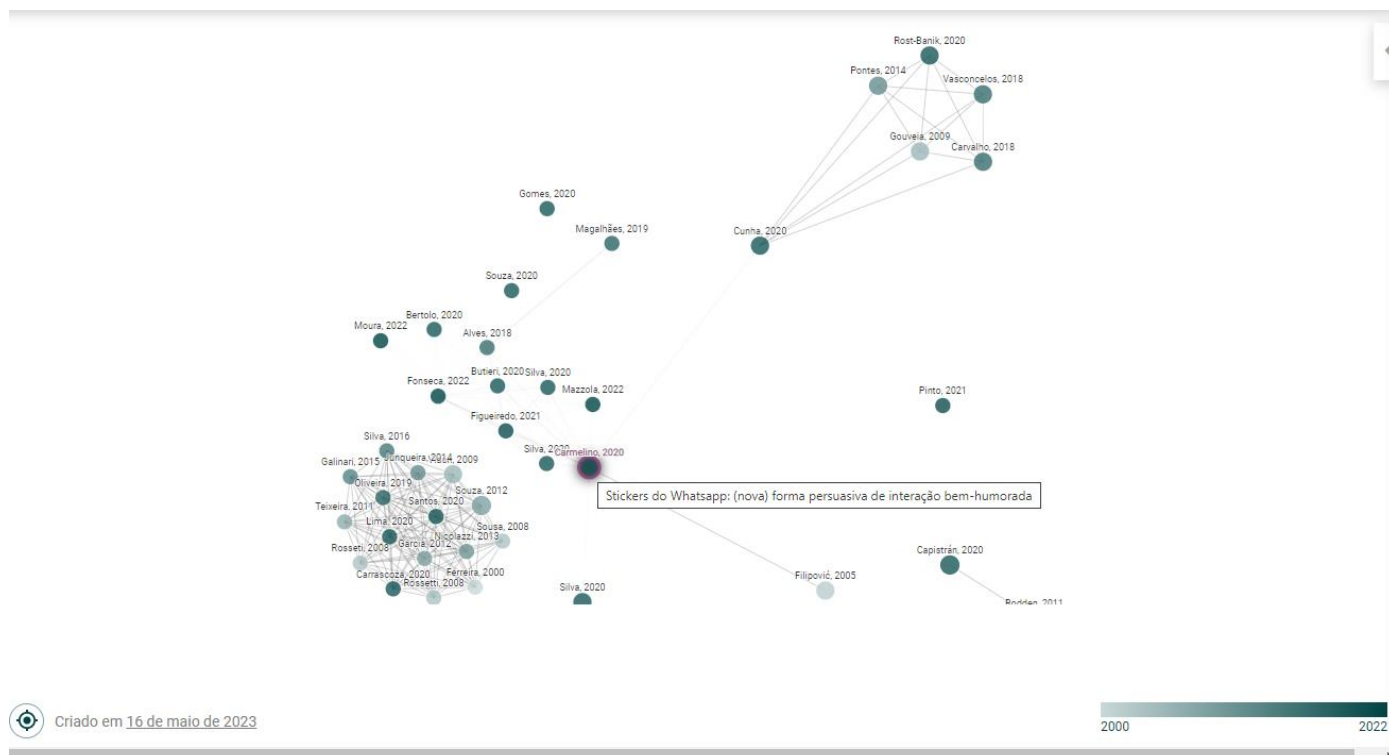 Rost-Banik, 2020
Pontes, 2014
Vasconcelos, 2018
Gouveia, 2009
Carvalho, 2018
Gomes, 2020
Magalhães, 2019
Cunha, 2020
Souza, 2020
Bertolo, 2020
Moura, 2022
Alves, 2018
Butieri, 2020
Silva, 2020
Fonseca, 2022
Mazzola, 2022
Pinto, 2021
Figueiredo, 2021
Silva, 2016
Silva, 2020
Carmelino, 2020
Galinari, 2015
Junqueira, 2014
2009
Oliveira, 2019
Souza, 2012
Stickers do Whatsapp: (nova) forma persuasiva de interação bem-humorada
Teixeira, 2011
Santos, 2020
Lima, 2020
Sousa, 2008
Nicolazzi, 2013
Rosseti, 2008
Garcia, 2012
Capistrán, 2020
Carrascoza, 2020
Ferreira, 2000
Filipović, 2005
Rossetti, 2008
Silva, 2020
Bodden, 2011
Criado em 16 de maio de 2023
2000
2022